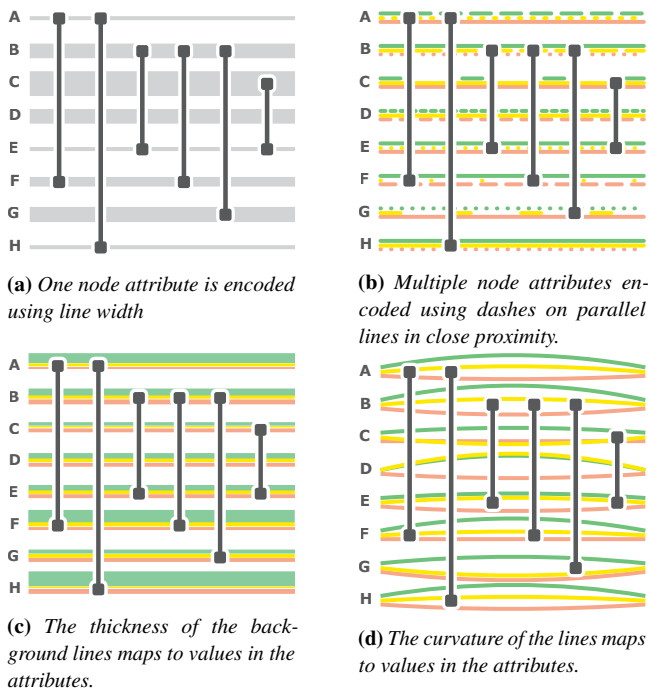 A
B
C
D
E
F
G
H
(a) One node attribute is encoded
using line width
A
B
C
D
E
F
G
H
(b) Multiple node attributes en-
coded using dashes on parallel
lines in close proximity.
A
B
C
D
E
F
G
H
(c) The thickness of the back-
ground lines maps to values in the
attributes.
A
B
C
D
E
F
G
H
(d) The curvature of the lines maps
to values in the attributes.